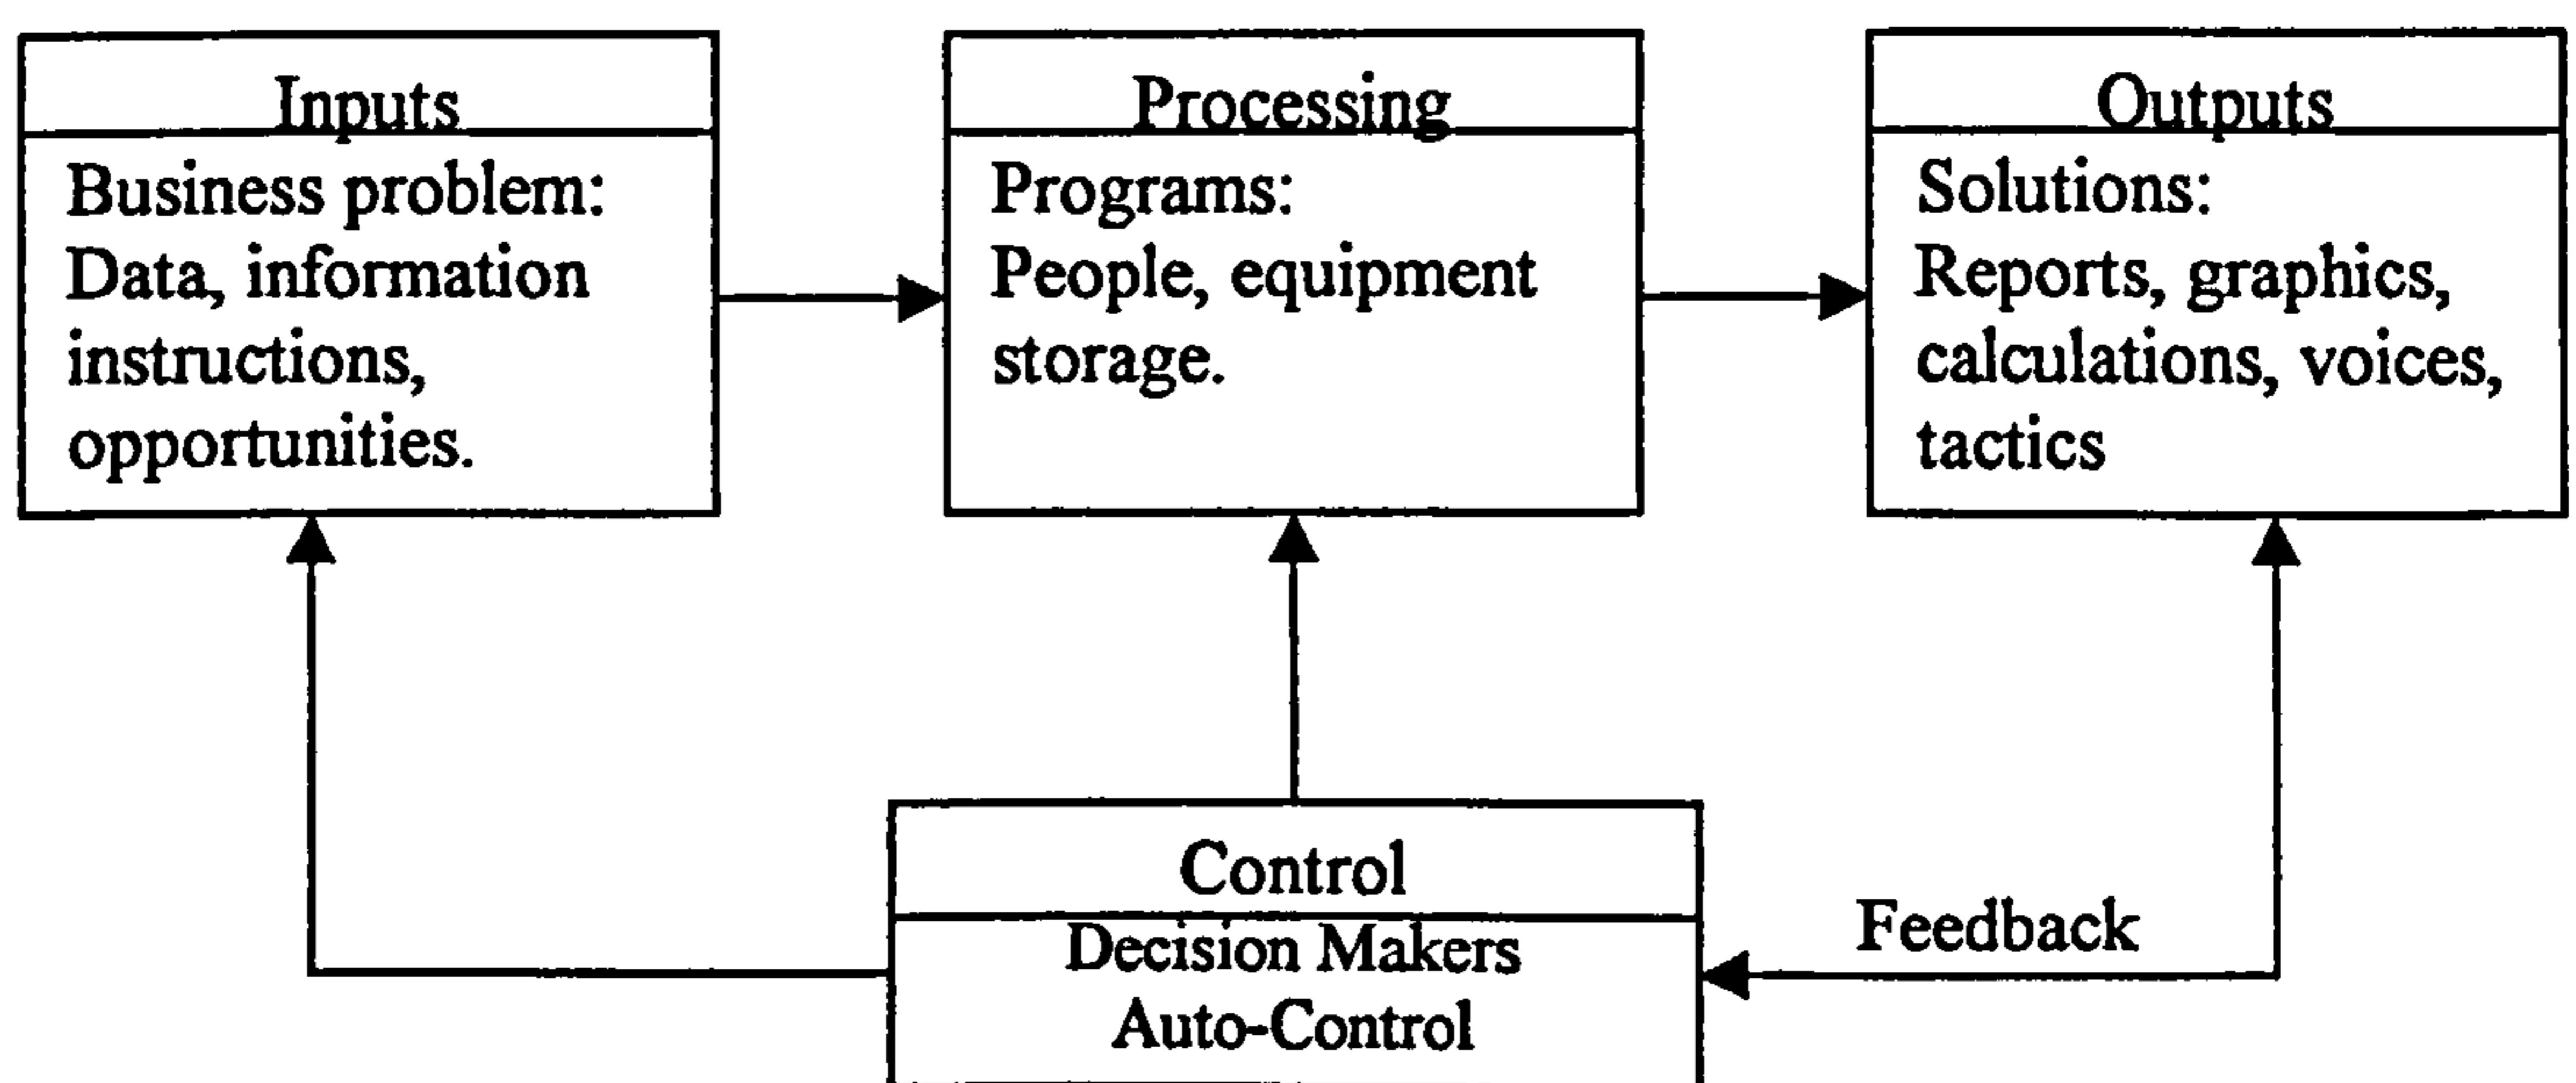 Inputs
Business problem:
Data, information
instructions,
opportunities.
Processing
Programs:
People, equipment
storage.
Outputs
Solutions:
Reports, graphics,
calculations, voices,
tactics
Control
Decision Makers
Auto-Control
Feedback